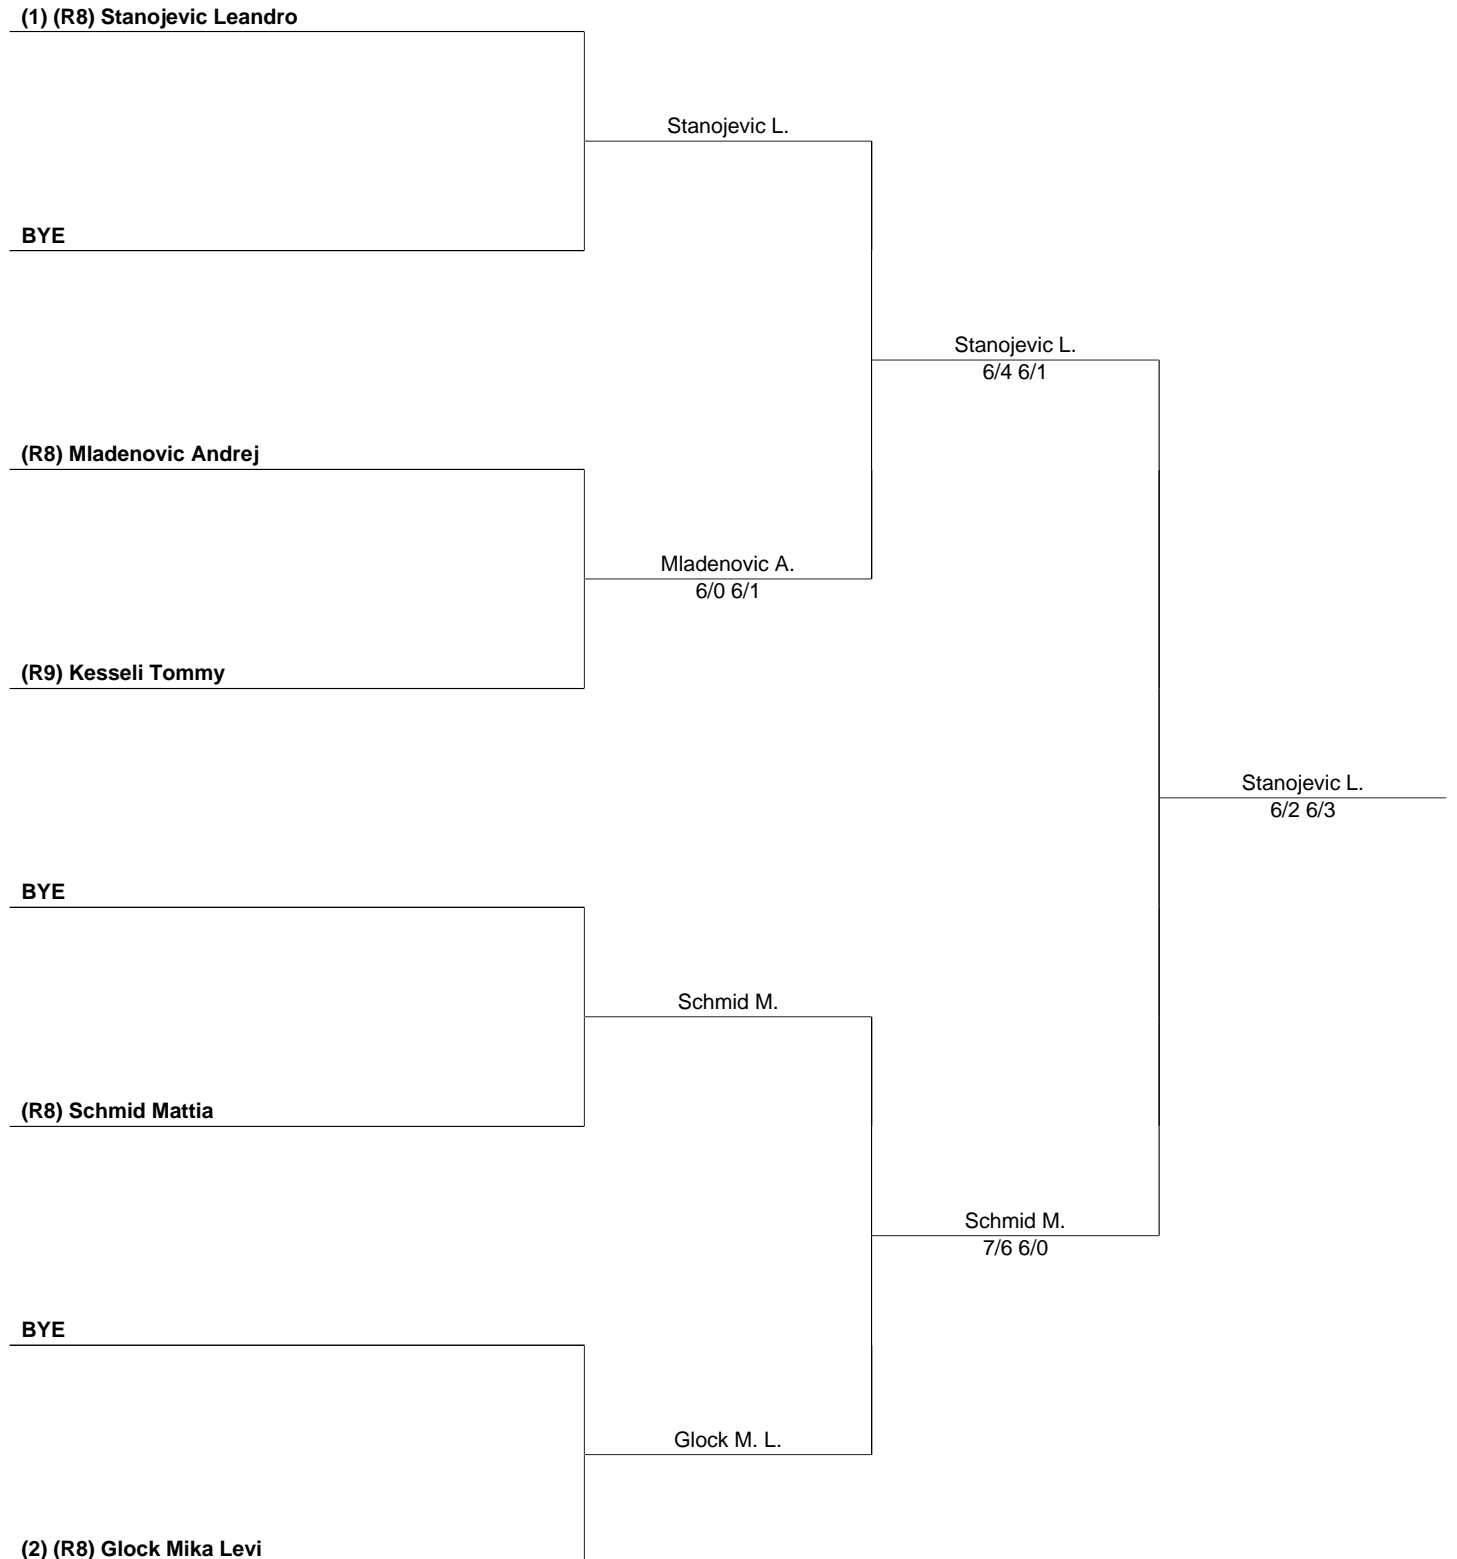 (1) (R8) Stanojevic Leandro
Stanojevic L.
BYE
Stanojevic L.
6/4 6/1
(R8) Mladenovic Andrej
Mladenovic A.
6/0 6/1
(R9) Kesseli Tommy
Stanojevic L.
6/2 6/3
BYE
Schmid M.
(R8) Schmid Mattia
Schmid M.
7/6 6/0
BYE
Glock M. L.
(2) (R8) Glock Mika Levi